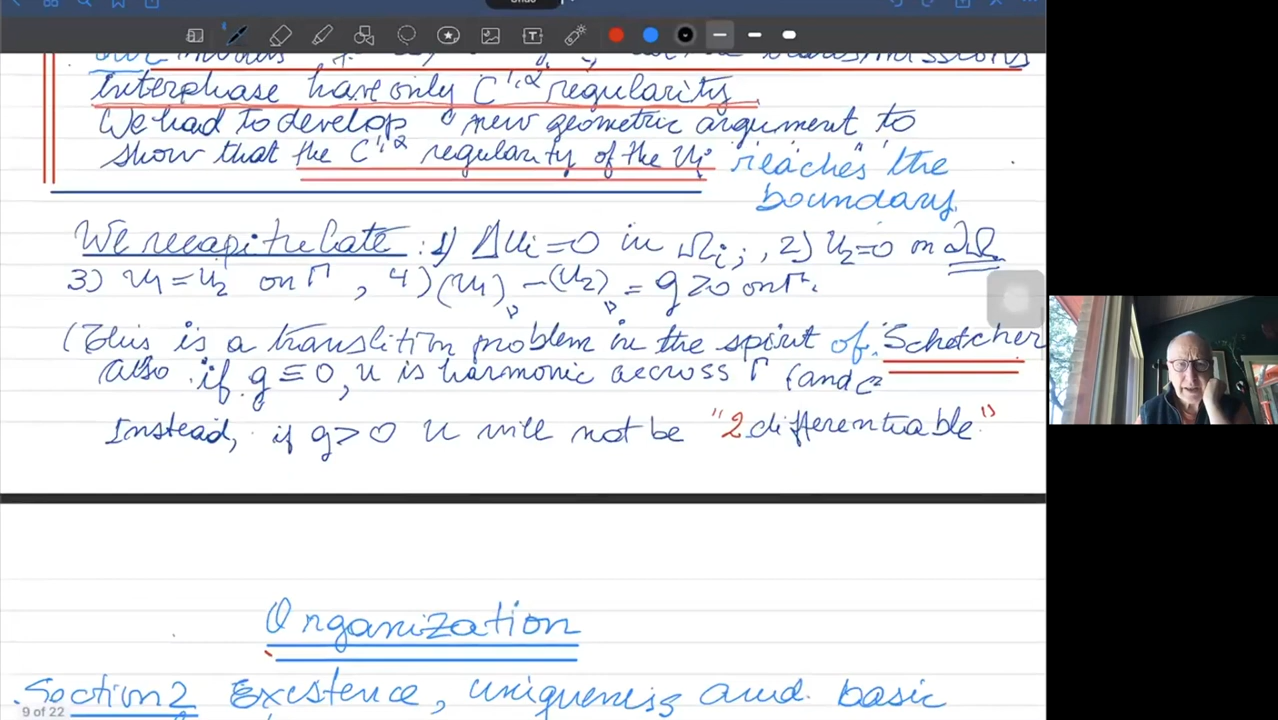 Undo
interphase have only C^{1,α} regularity
We had to develop a new geometric argument to
show that the C^{1,α} regularity of the U_i "reaches" the
boundary.
We recapitulate : 1) ΔU_i = 0 in Ω_i ; , 2) U_2 = 0 on ∂Ω
3) U_1 = U_2 on Γ , 4) (U_1)_ν - (U_2)_ν = g > 0 on Γ.
(This is a translition problem in the spirit of. Schetcher
also if g ≡ 0, u is harmonic accross Γ (and C^∞
Instead, if g > 0 u will not be "2 differentiable"
Organization
Section 2 Existence, uniqueness and basic
9 of 22